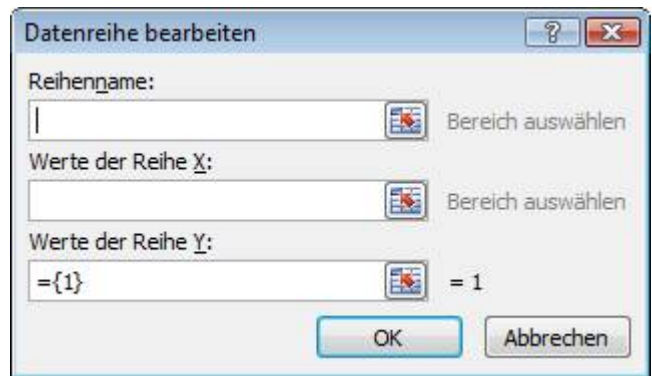 Datenreihe bearbeiten
?
Reihenname:
Bereich auswählen
Werte der Reihe X:
Bereich auswählen
Werte der Reihe Y:
={1} = 1
OK Abbrechen